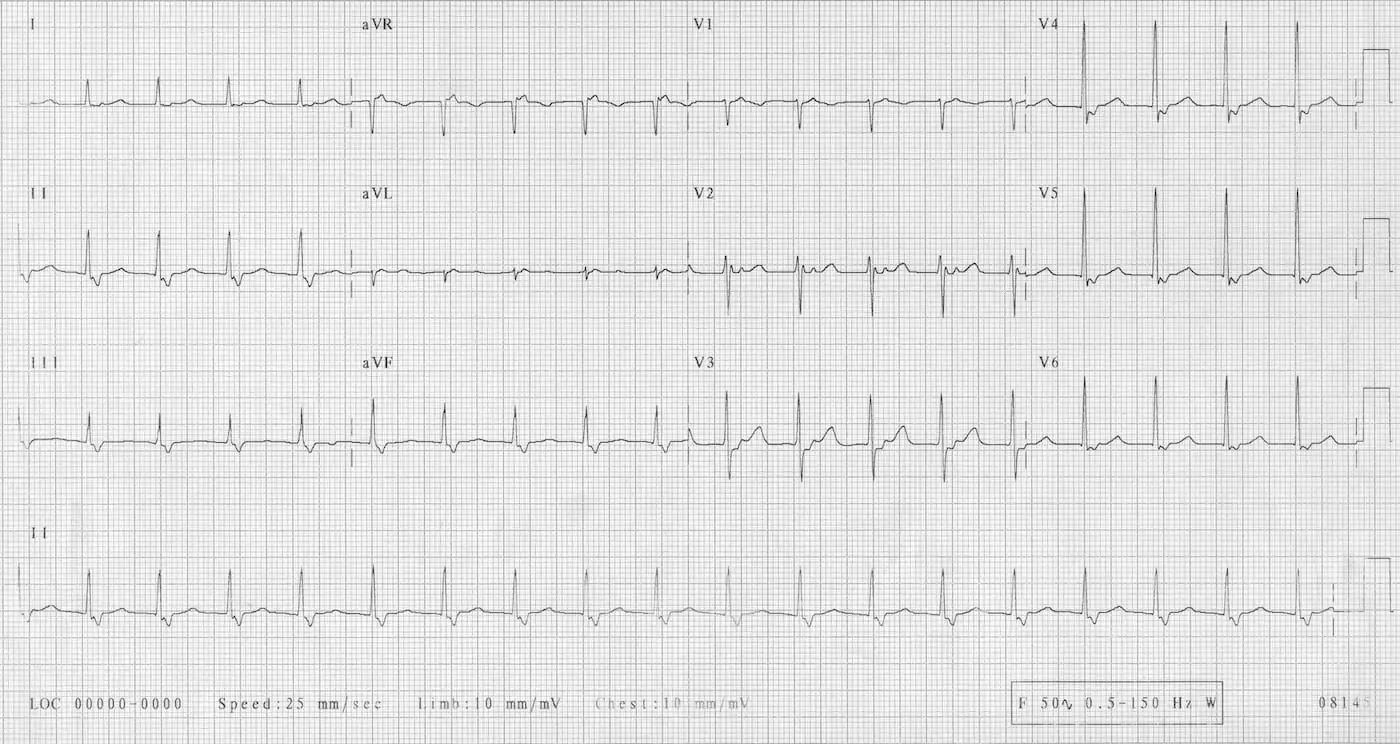 I aVR V1 V4
II aVL V2 V5
III aVF V3 V6
II
LOC 00000-0000 Speed:25 mm/sec Limb:10 mm/mV Chest:10 mm/mV F 50∿ 0.5-150 Hz W 08145